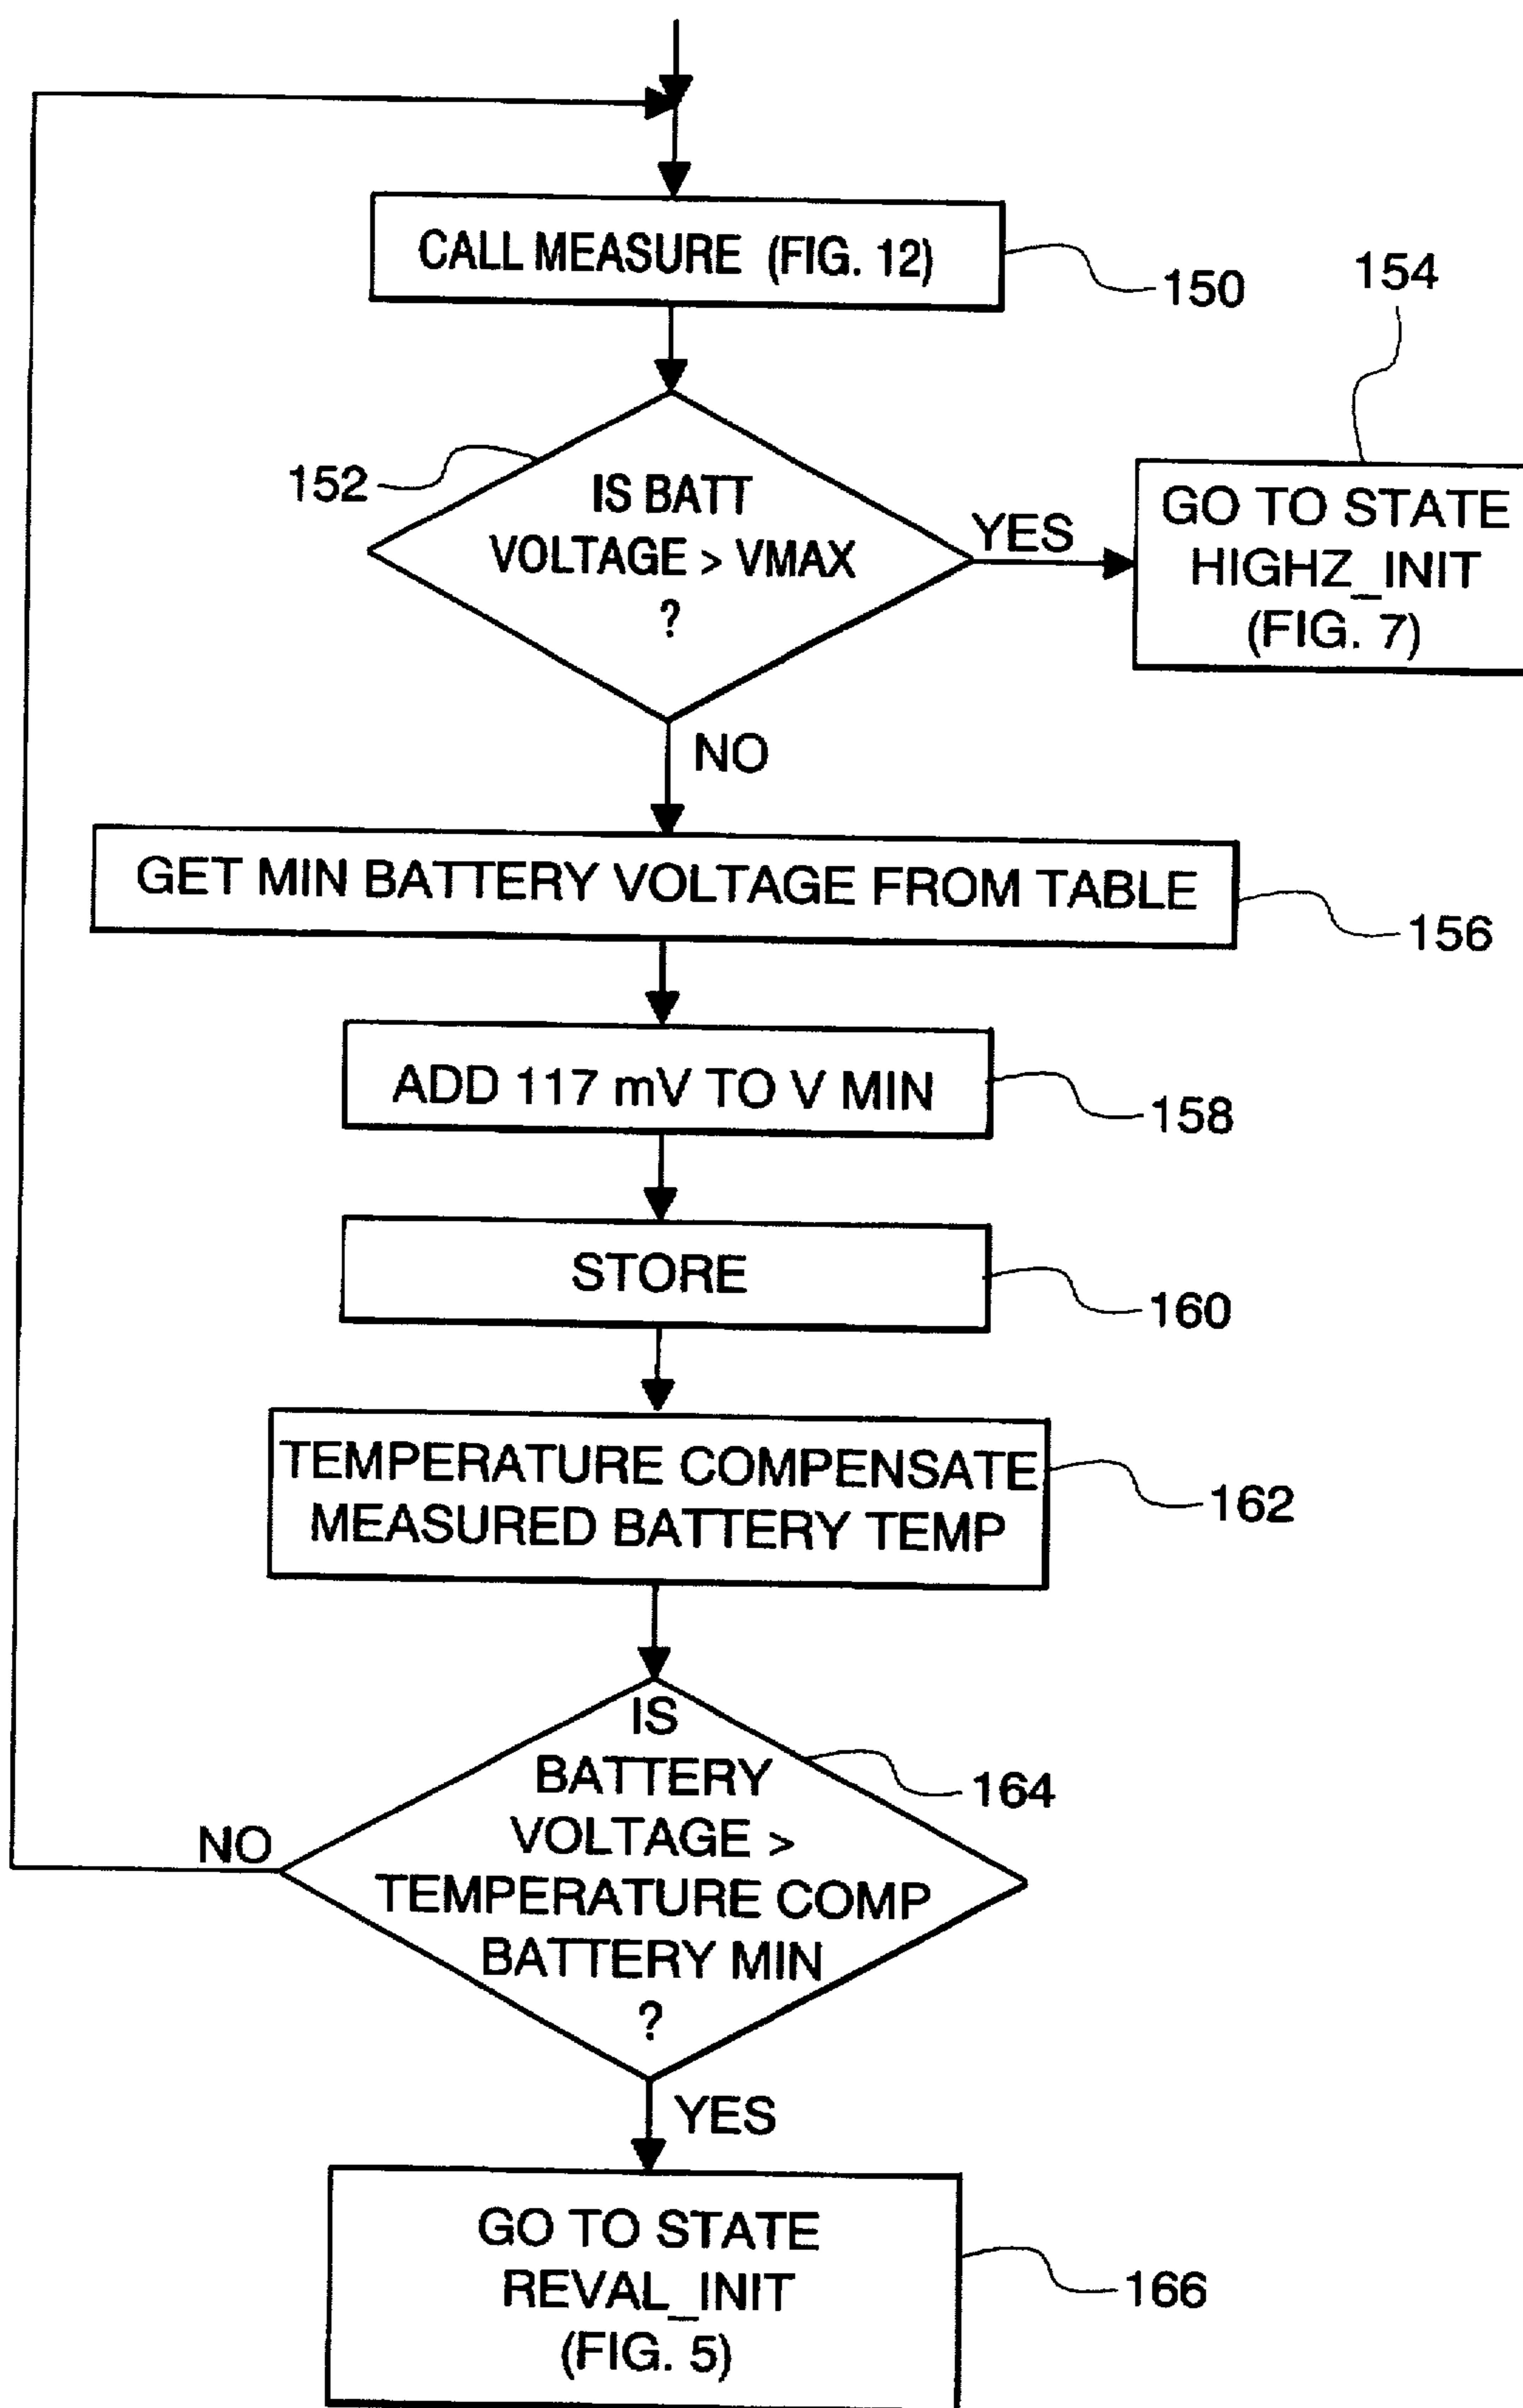 CALL MEASURE (FIG. 12)
150
154
152
IS BATT
VOLTAGE > VMAX
?
YES
GO TO STATE
HIGHZ_INIT
(FIG. 7)
NO
GET MIN BATTERY VOLTAGE FROM TABLE
156
ADD 117 mV TO V MIN
158
STORE
160
TEMPERATURE COMPENSATE
MEASURED BATTERY TEMP
162
IS
BATTERY
VOLTAGE >
TEMPERATURE COMP
BATTERY MIN
?
164
NO
YES
GO TO STATE
REVAL_INIT
(FIG. 5)
166